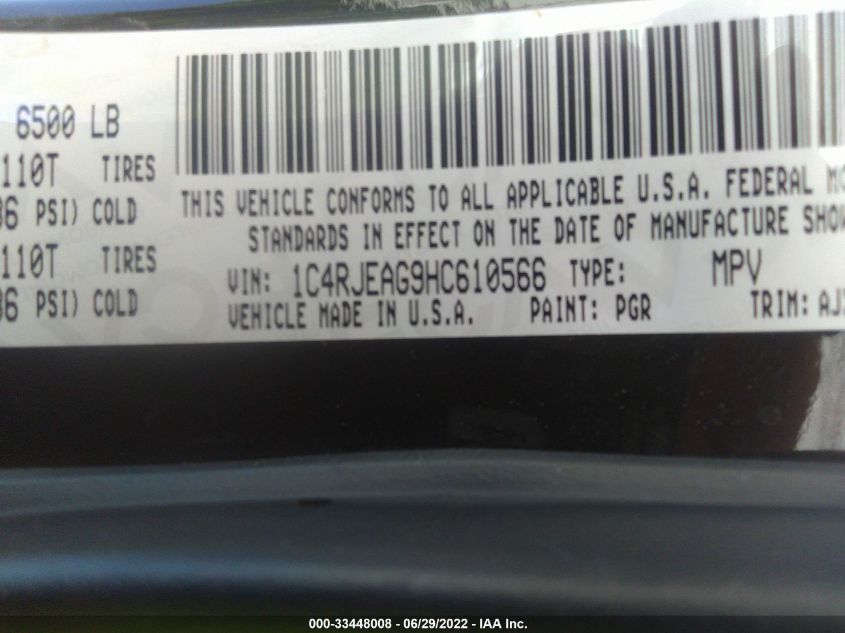 6500 LB
110T TIRES
36 PSI) COLD
110T TIRES
36 PSI) COLD
THIS VEHICLE CONFORMS TO ALL APPLICABLE U.S.A. FEDERAL
STANDARDS IN EFFECT ON THE DATE OF MANUFACTURE
VIN: 1C4RJEAG9HC610566 TYPE: MPV
VEHICLE MADE IN U.S.A. PAINT: PGR TRIM:
000-33448008 - 06/29/2022 - IAA Inc.